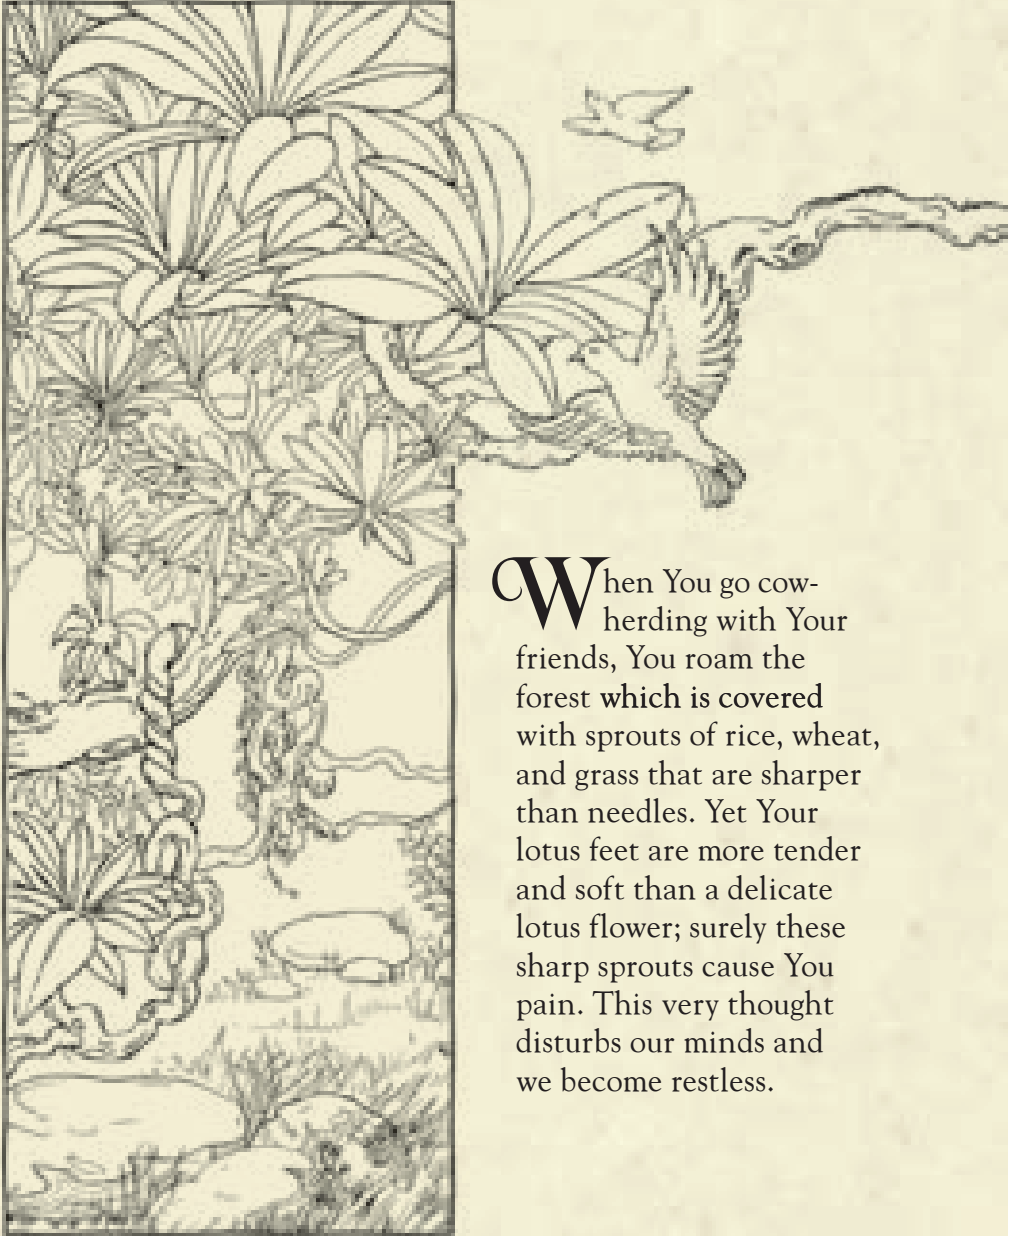 When You go cow-
herding with Your
friends, You roam the
forest which is covered
with sprouts of rice, wheat,
and grass that are sharper
than needles. Yet Your
lotus feet are more tender
and soft than a delicate
lotus flower; surely these
sharp sprouts cause You
pain. This very thought
disturbs our minds and
we become restless.